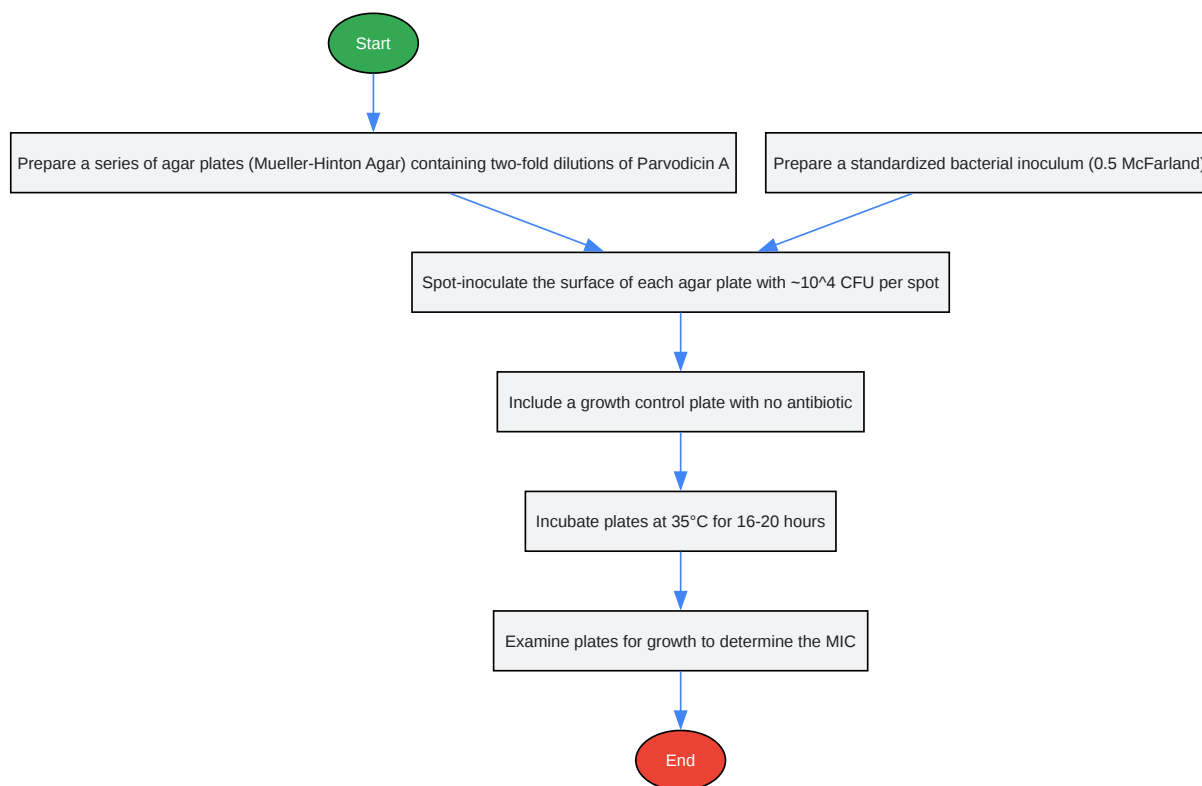 Start
Prepare a series of agar plates (Mueller-Hinton Agar) containing two-fold dilutions of Parvodicin A
Prepare a standardized bacterial inoculum (0.5 McFarland)
Spot-inoculate the surface of each agar plate with ~10^4 CFU per spot
Include a growth control plate with no antibiotic
Incubate plates at 35°C for 16-20 hours
Examine plates for growth to determine the MIC
End